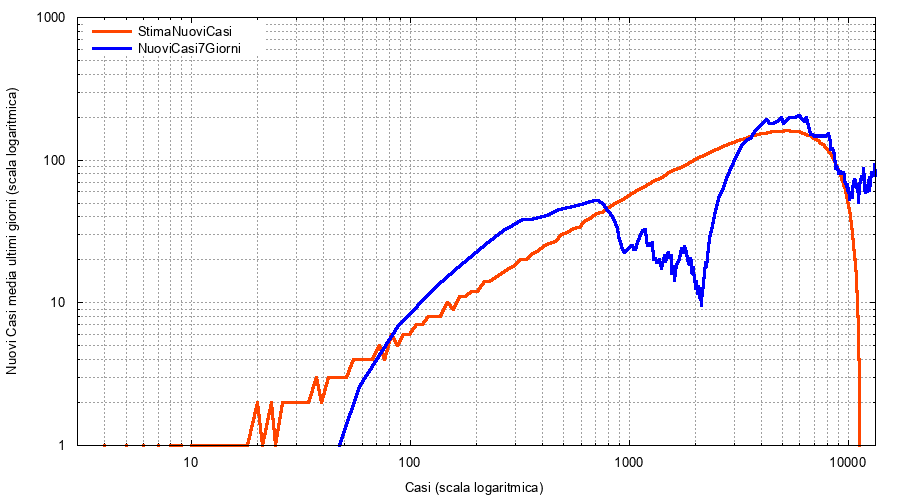 1000
StimaNuoviCasi
NuoviCasi7Giorni
100
10
1
10
100
1000
10000
Nuovi Casi media ultimi giorni (scala logaritmica)
Casi (scala logaritmica)